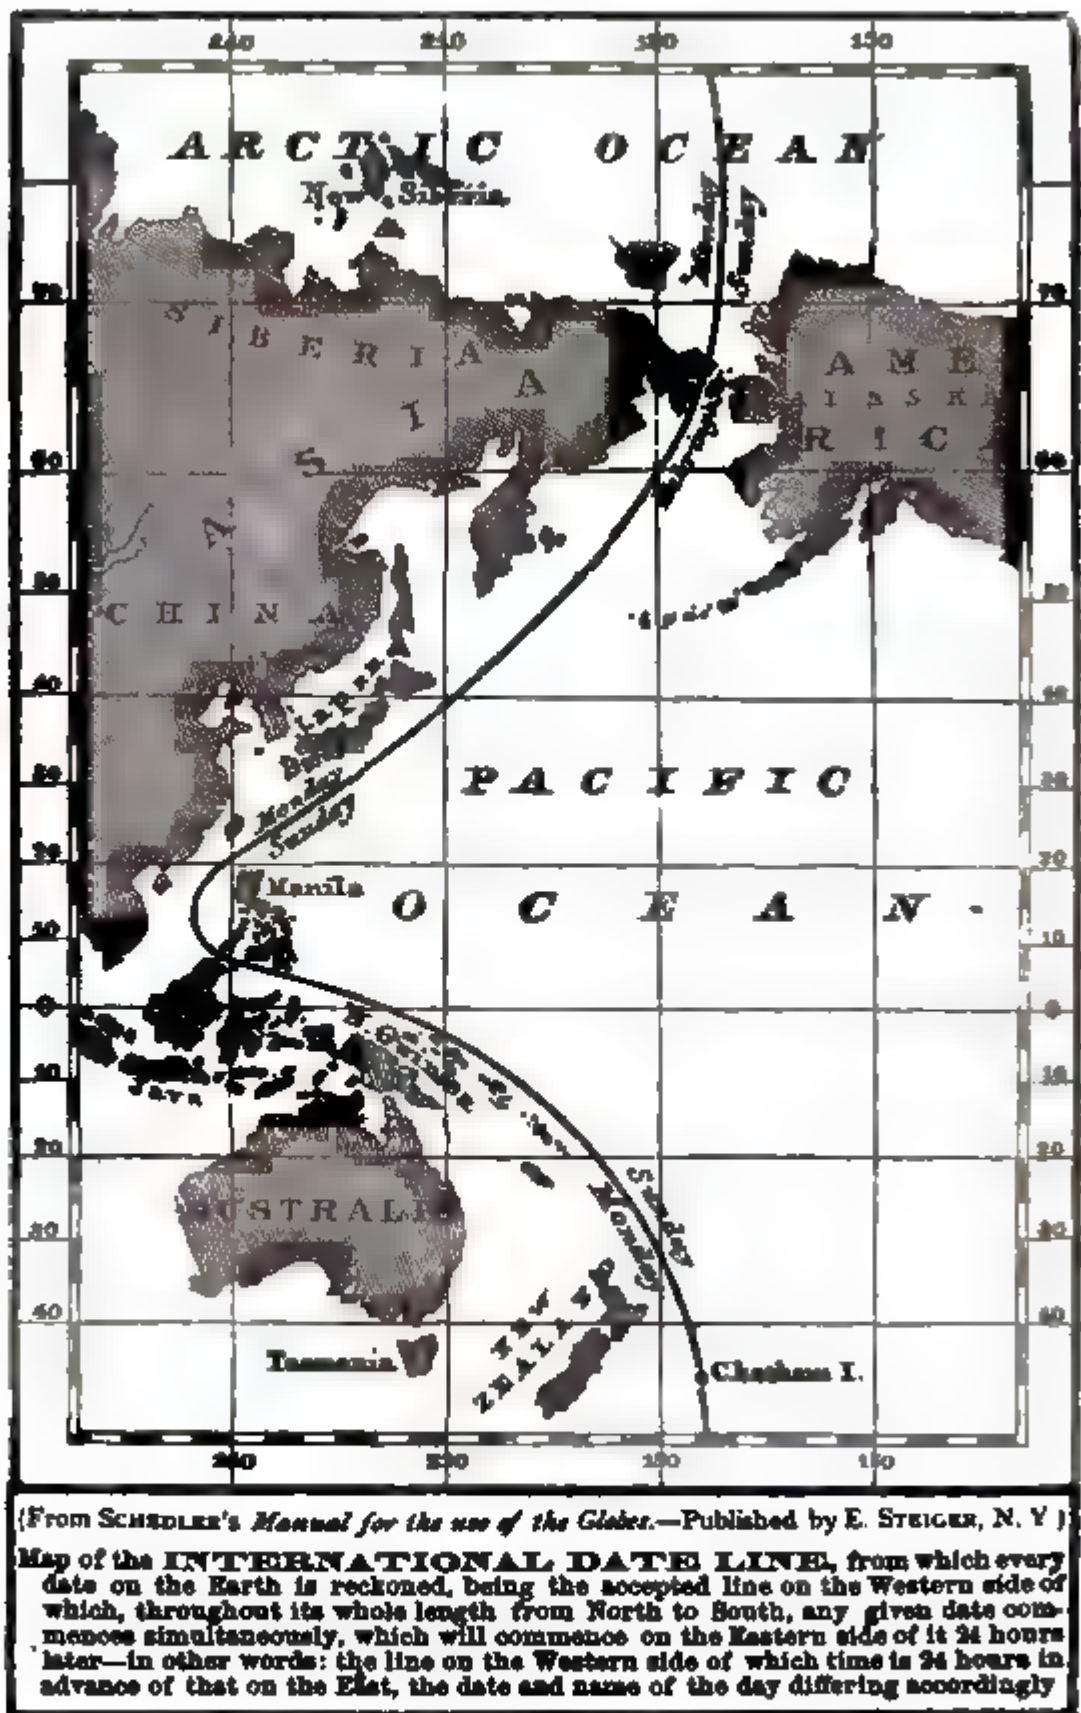 ARCTIC OCEAN
New Siberia
Monday
Sunday
SIBERIA
ASIA
AMERICA
CHINA
Japan
Monday
Sunday
PACIFIC
OCEAN
Manila
Java
AUSTRALIA
Sunday
Monday
NEW
ZEALAND
Tasmania
Chatham I.
(From SCHEDLER'S Manual for the use of the Globes.—Published by E. STEIGER, N. Y.)
Map of the INTERNATIONAL DATE LINE, from which every
date on the Earth is reckoned, being the accepted line on the Western side of
which, throughout its whole length from North to South, any given date com-
mences simultaneously, which will commence on the Eastern side of it 24 hours
later—in other words: the line on the Western side of which time is 24 hours in
advance of that on the East, the date and name of the day differing accordingly